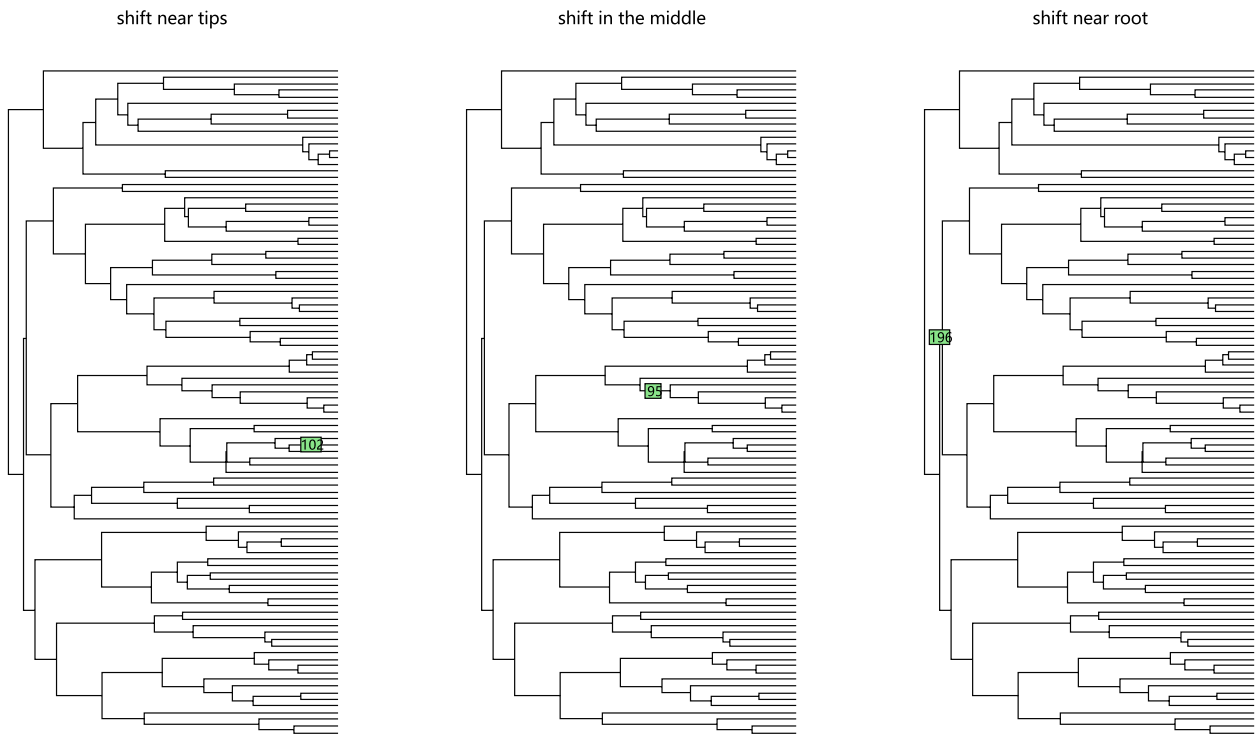 shift near tips
shift in the middle
shift near root
196
95
102